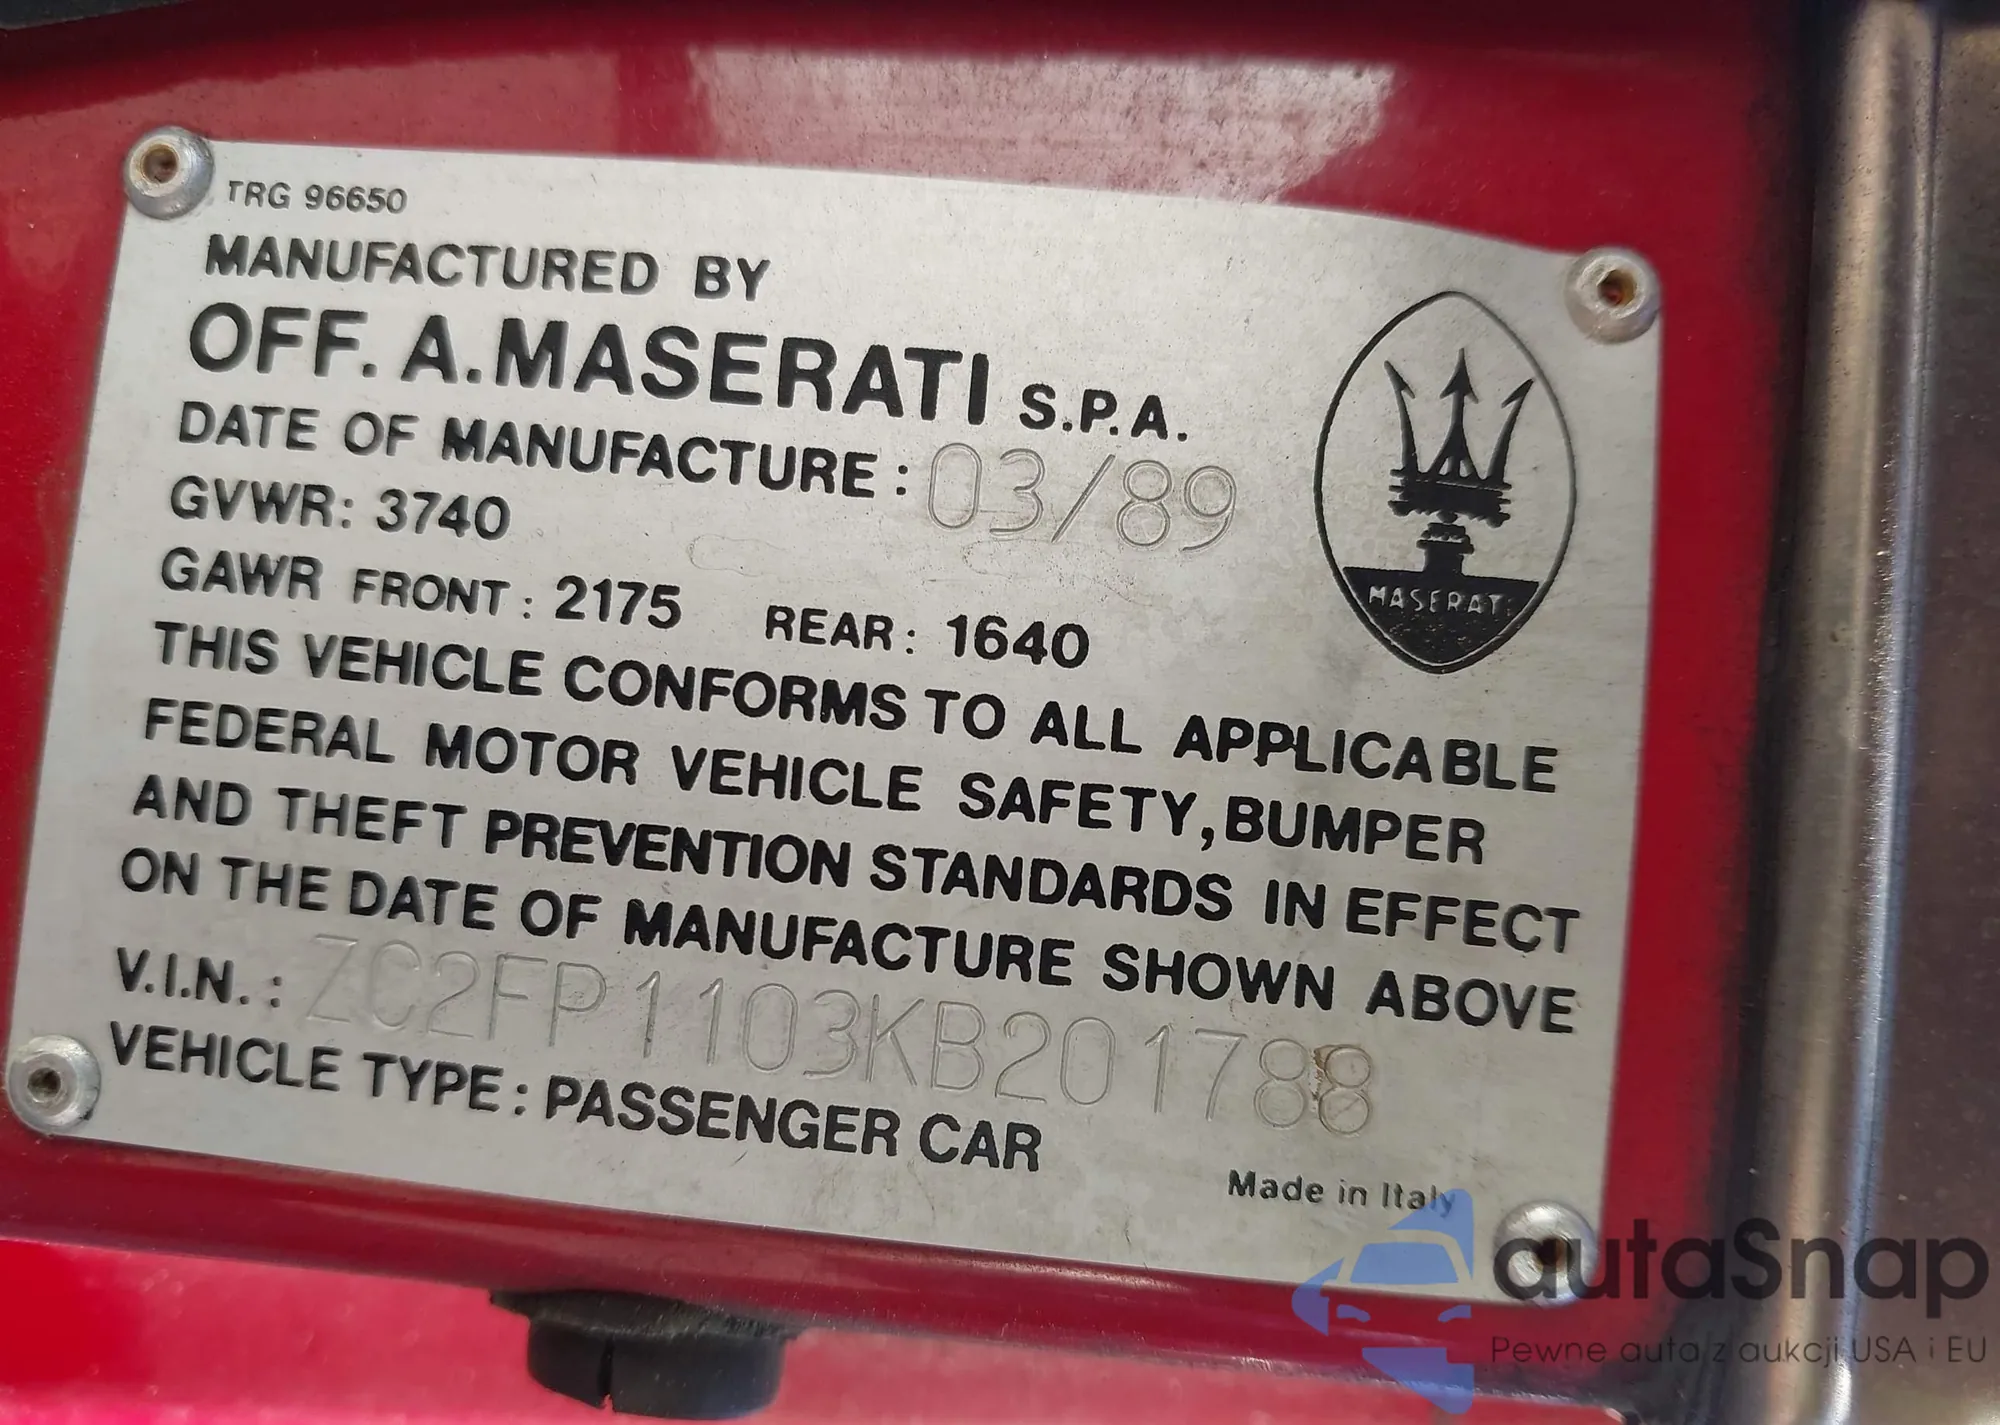 TRG 96650
MANUFACTURED BY
OFF. A.MASERATI S.P.A.
DATE OF MANUFACTURE : 03/89
GVWR: 3740
GAWR FRONT : 2175 REAR : 1640
THIS VEHICLE CONFORMS TO ALL APPLICABLE
FEDERAL MOTOR VEHICLE SAFETY, BUMPER
AND THEFT PREVENTION STANDARDS IN EFFECT
ON THE DATE OF MANUFACTURE SHOWN ABOVE
V.I.N. : ZC2FP1103KB201788
VEHICLE TYPE : PASSENGER CAR
Made in Italy
MASERATI
autaSnap
Pewne auta z aukcji USA i EU